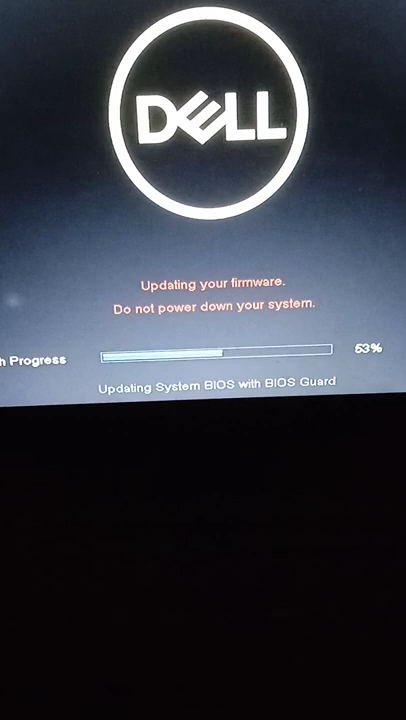 DELL
Updating your firmware.
Do not power down your system.
h Progress 53%
Updating System BIOS with BIOS Guard